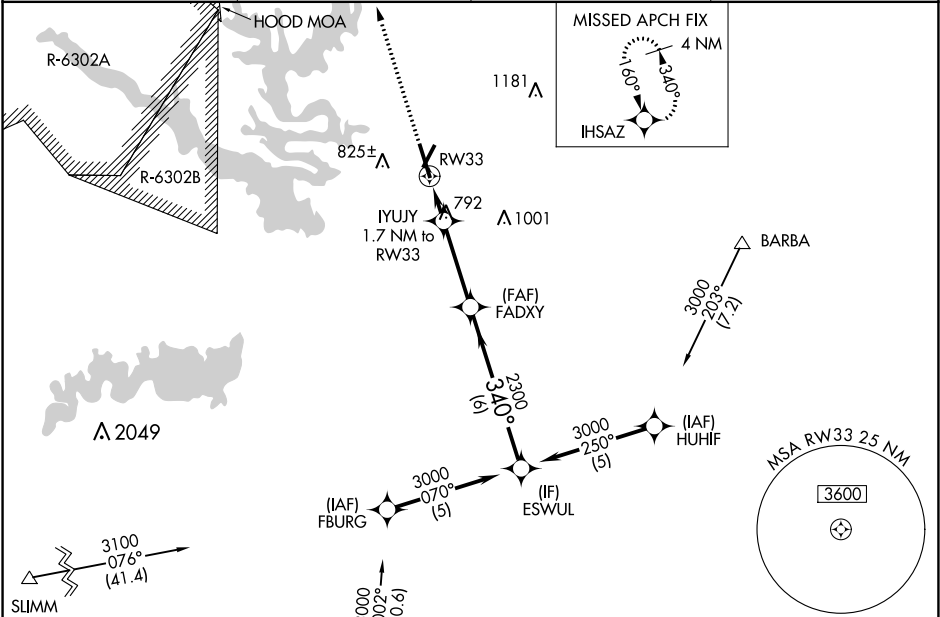 HOOD MOA
R-6302A
R-6302B
MISSED APCH FIX
4 NM
160°
340°
IHSAZ
1181
825±
RW33
792
IYUJY
1.7 NM to
RW33
1001
BARBA
3000
203°
(7.2)
(FAF)
FADXY
2300
340°
(6)
2049
3000
250°
(5)
(IAF)
HUHIF
3000
070°
(5)
(IAF)
FBURG
(IF)
ESWUL
MSA RW33 25 NM
3600
3100
076°
(41.4)
SLIMM